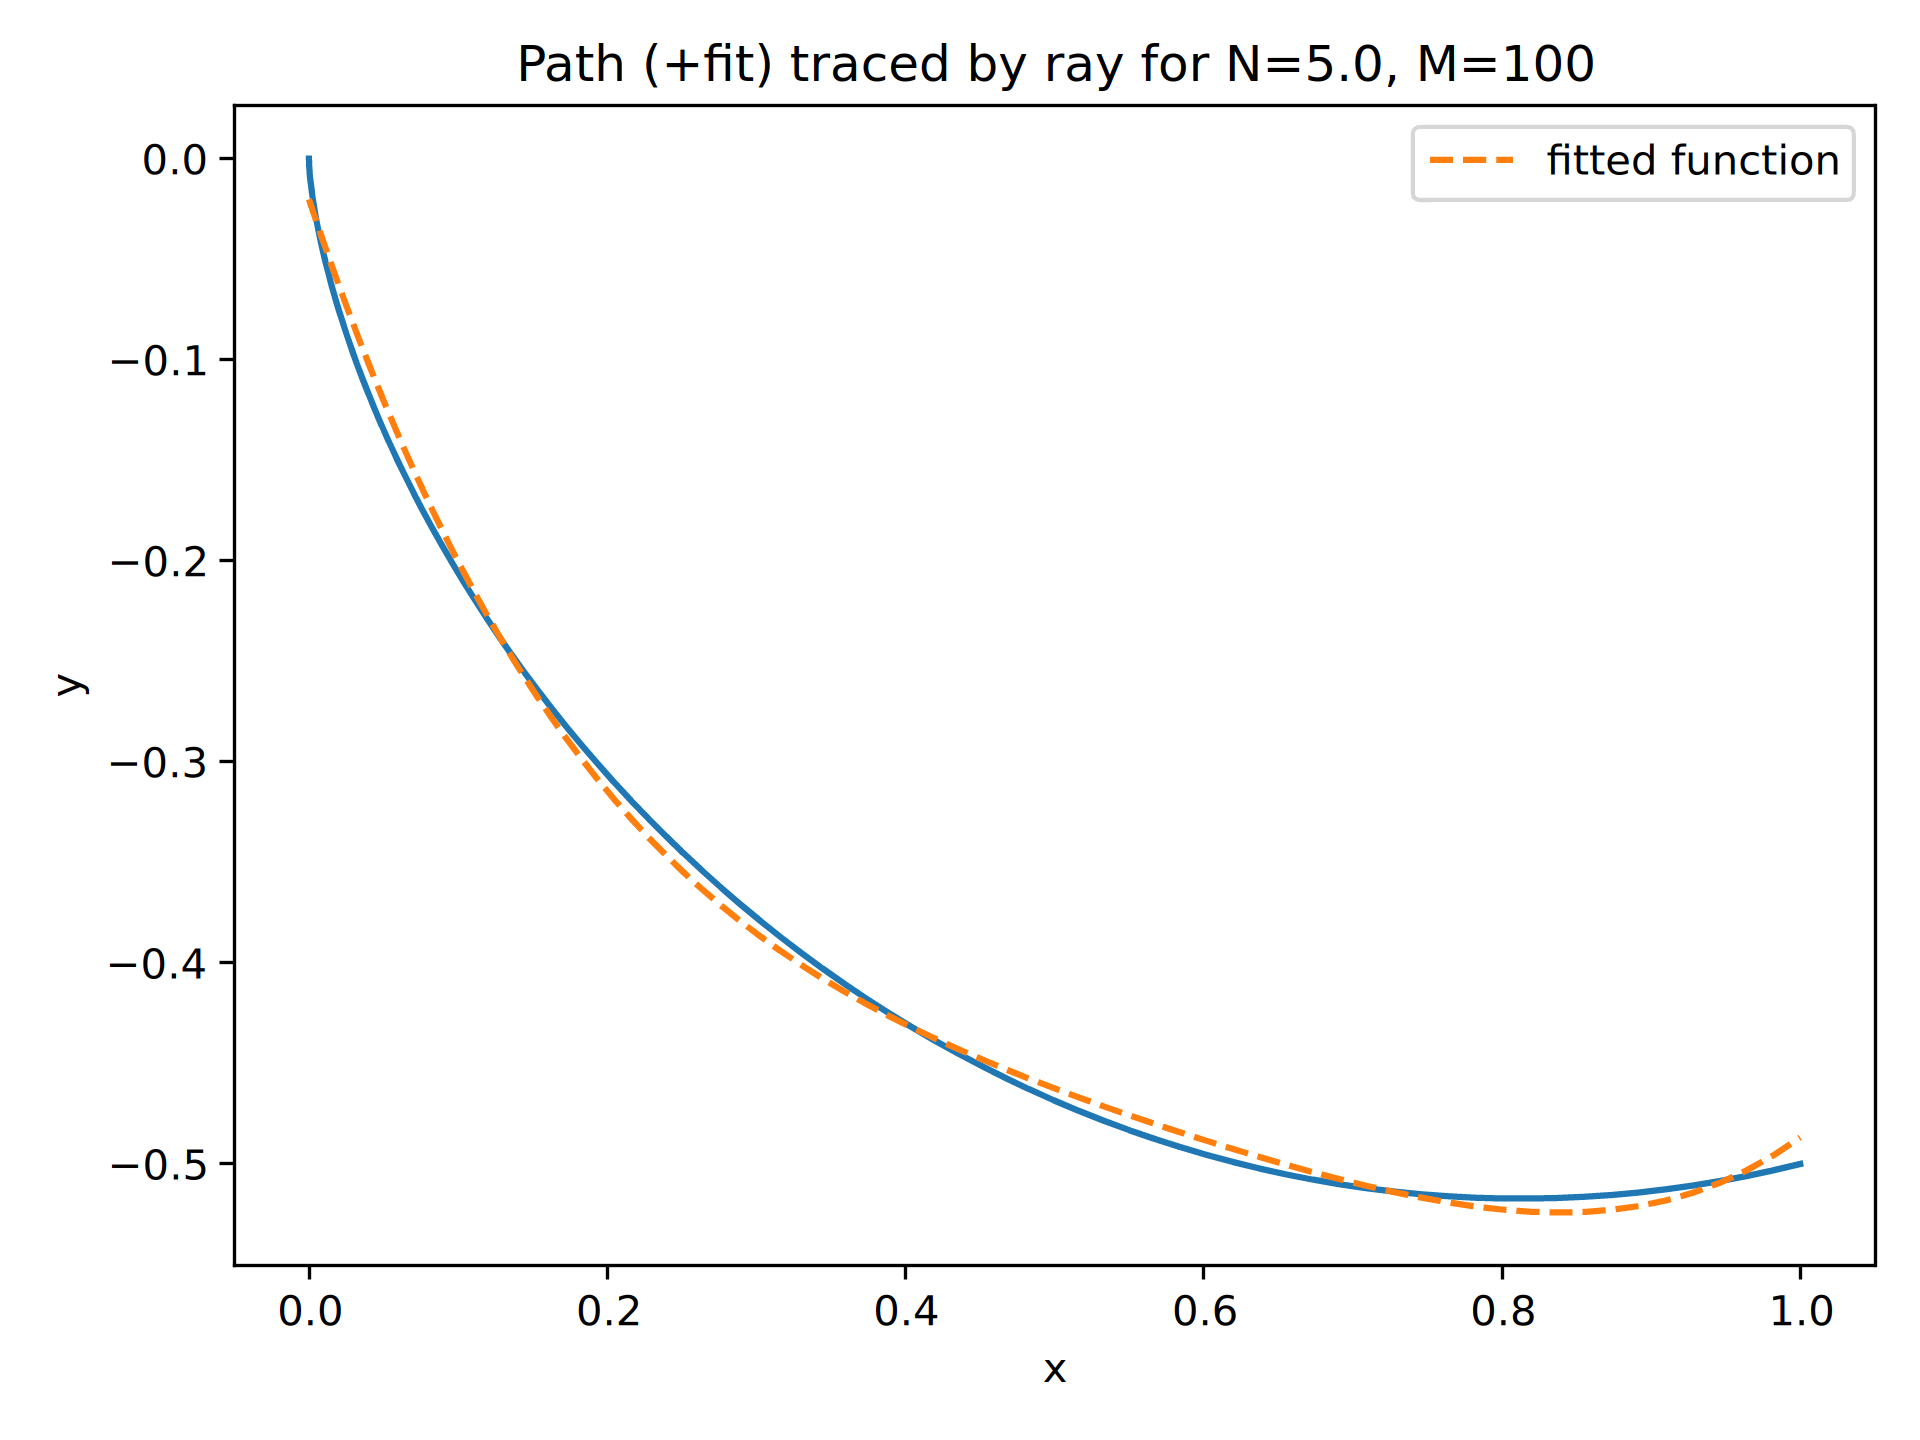 Path (+fit) traced by ray for N=5.0, M=100
fitted function
0.0
−0.1
−0.2
−0.3
−0.4
−0.5
y
0.0 0.2 0.4 0.6 0.8 1.0
x